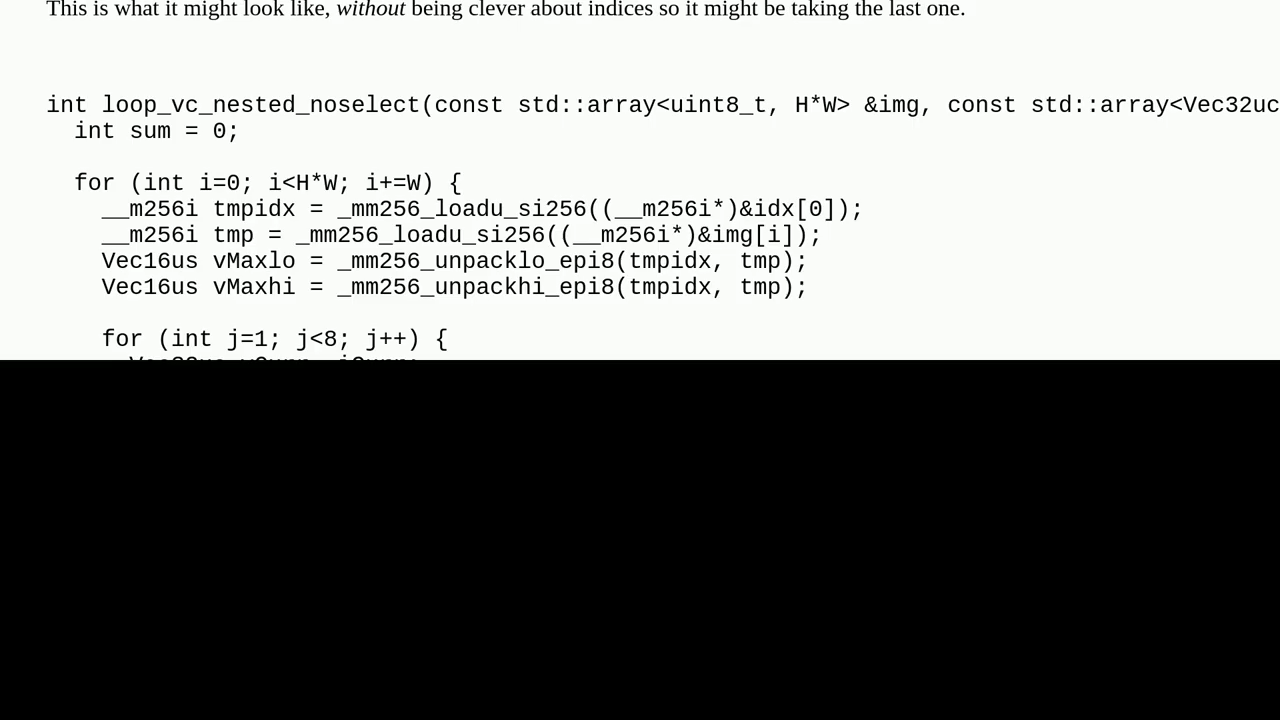 This is what it might look like, without being clever about indices so it might be taking the last one.
int loop_vc_nested_noselect(const std::array<uint8_t, H*W> &img, const std::array<Vec32uc
int sum = 0;
for (int i=0; i<H*W; i+=W) {
__m256i tmpidx = _mm256_loadu_si256((__m256i*)&idx[0]);
__m256i tmp = _mm256_loadu_si256((__m256i*)&img[i]);
Vec16us vMaxlo = _mm256_unpacklo_epi8(tmpidx, tmp);
Vec16us vMaxhi = _mm256_unpackhi_epi8(tmpidx, tmp);
for (int j=1; j<8; j++) {